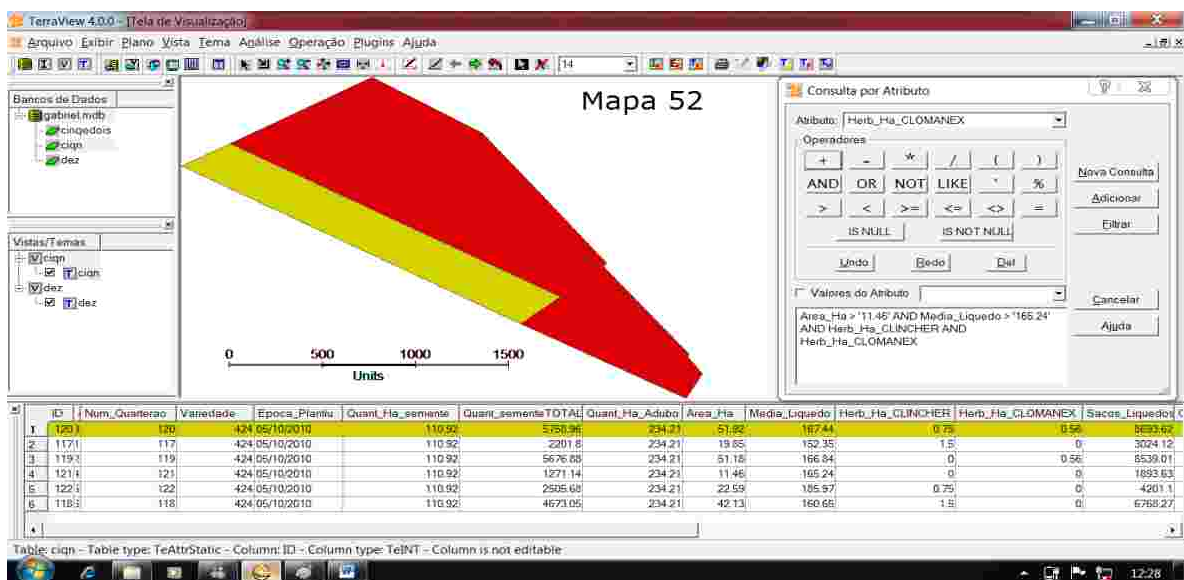 TerraView 4.0.0 - [Tela de Visualização]
Arquivo Exibir Plano Vista Tema Análise Operação Plugins Ajuda
14
Bancos de Dados
gabriel.mdb
cinqedois
ciqn
dez
Vistas/Temas
ciqn
ciqn
dez
dez
Mapa 52
0 500 1000 1500
Units
Consulta por Atributo
Atributo: Herb_Ha_CLOMANEX
Operadores
+ - * / ( )
AND OR NOT LIKE ' %
> < >= <= <> =
IS NULL IS NOT NULL
Undo Redo Del
Valores do Atributo
Area_Ha > '11.46' AND Media_Liquedo > '165.24'
AND Herb_Ha_CLINCHER AND
Herb_Ha_CLOMANEX
Nova Consulta
Adicionar
Filtrar
Cancelar
Ajuda
ID Num_Quarterao Variedade Epoca_Plantiu Quant_Ha_semente Quant_sementeTOTAL Quant_Ha_Adubo Area_Ha Media_Liquedo Herb_Ha_CLINCHER Herb_Ha_CLOMANEX Sacos_Liquedos
1 120 120 424 05/10/2010 110.92 5758.96 234.21 51.92 167.44 0.75 0.56 8693.62
2 117 117 424 05/10/2010 110.92 2201.8 234.21 19.85 152.35 1.5 0 3024.12
3 119 119 424 05/10/2010 110.92 5676.88 234.21 51.18 166.84 0 0.56 8539.01
4 121 121 424 05/10/2010 110.92 1271.14 234.21 11.46 165.24 0 0 1893.63
5 122 122 424 05/10/2010 110.92 2505.68 234.21 22.59 185.97 0.75 0 4201.1
6 118 118 424 05/10/2010 110.92 4673.05 234.21 42.13 160.65 1.5 0 6768.27
Table: ciqn - Table type: TeAttrStatic - Column: ID - Column type: TeINT - Column is not editable
12:28